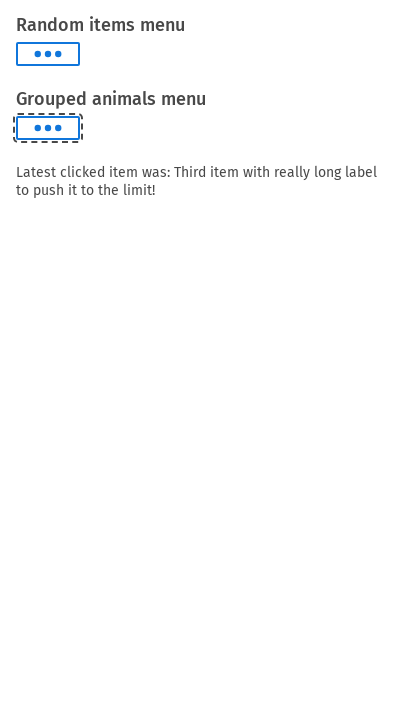 Random items menu
Grouped animals menu
Latest clicked item was: Third item with really long label
to push it to the limit!